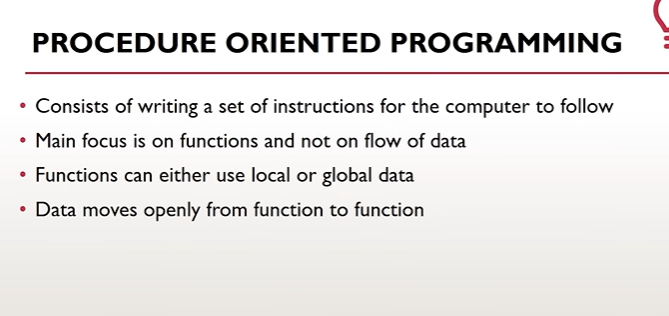 PROCEDURE ORIENTED PROGRAMMING
• Consists of writing a set of instructions for the computer to follow
• Main focus is on functions and not on flow of data
• Functions can either use local or global data
• Data moves openly from function to function